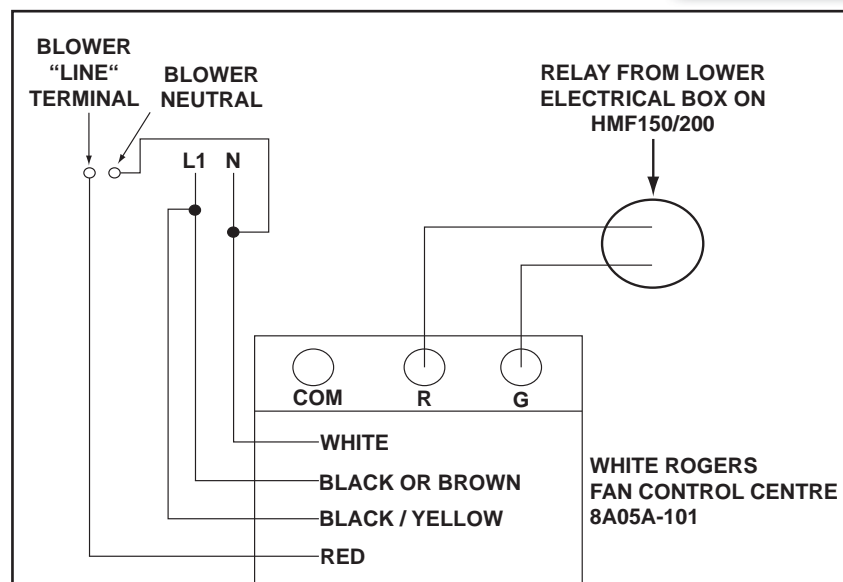 BLOWER
“LINE“
TERMINAL
BLOWER
NEUTRAL
RELAY FROM LOWER
ELECTRICAL BOX ON
HMF150/200
L1 N
COM R G
WHITE
BLACK OR BROWN
BLACK / YELLOW
RED
WHITE ROGERS
FAN CONTROL CENTRE
8A05A-101